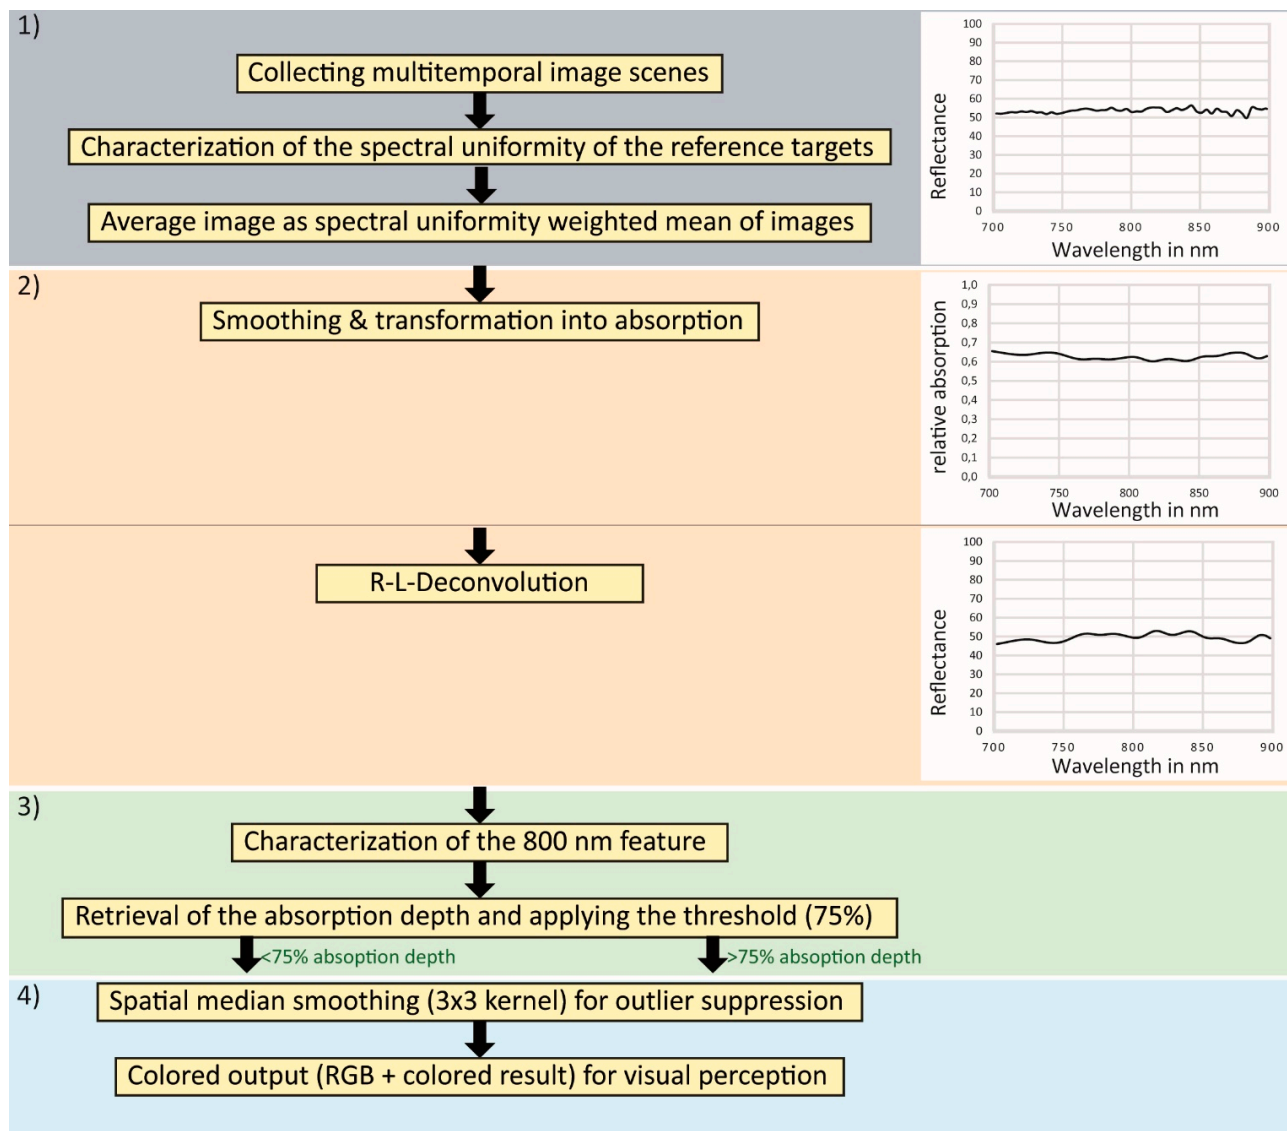 1)
Collecting multitemporal image scenes
Characterization of the spectral uniformity of the reference targets
Average image as spectral uniformity weighted mean of images
Reflectance
100
90
80
70
60
50
40
30
20
10
0
700 750 800 850 900
Wavelength in nm
2)
Smoothing & transformation into absorption
relative absorption
1,0
0,9
0,8
0,7
0,6
0,5
0,4
0,3
0,2
0,1
0,0
700 750 800 850 900
Wavelength in nm
R-L-Deconvolution
Reflectance
100
90
80
70
60
50
40
30
20
10
0
700 750 800 850 900
Wavelength in nm
3)
Characterization of the 800 nm feature
Retrieval of the absorption depth and applying the threshold (75%)
<75% absoption depth
>75% absoption depth
4)
Spatial median smoothing (3x3 kernel) for outlier suppression
Colored output (RGB + colored result) for visual perception